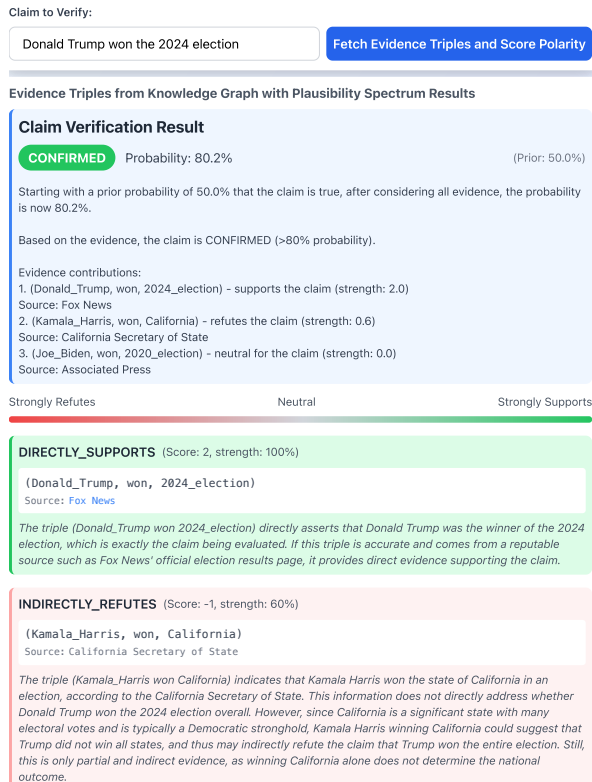 Claim to Verify:
Donald Trump won the 2024 election
Fetch Evidence Triples and Score Polarity
Evidence Triples from Knowledge Graph with Plausibility Spectrum Results
Claim Verification Result
CONFIRMED Probability: 80.2% (Prior: 50.0%)
Starting with a prior probability of 50.0% that the claim is true, after considering all evidence, the probability
is now 80.2%.
Based on the evidence, the claim is CONFIRMED (>80% probability).
Evidence contributions:
1. (Donald_Trump, won, 2024_election) - supports the claim (strength: 2.0)
Source: Fox News
2. (Kamala_Harris, won, California) - refutes the claim (strength: 0.6)
Source: California Secretary of State
3. (Joe_Biden, won, 2020_election) - neutral for the claim (strength: 0.0)
Source: Associated Press
Strongly Refutes Neutral Strongly Supports
DIRECTLY_SUPPORTS (Score: 2, strength: 100%)
(Donald_Trump, won, 2024_election)
Source: Fox News
The triple (Donald_Trump won 2024_election) directly asserts that Donald Trump was the winner of the 2024
election, which is exactly the claim being evaluated. If this triple is accurate and comes from a reputable
source such as Fox News' official election results page, it provides direct evidence supporting the claim.
INDIRECTLY_REFUTES (Score: -1, strength: 60%)
(Kamala_Harris, won, California)
Source: California Secretary of State
The triple (Kamala_Harris won California) indicates that Kamala Harris won the state of California in an
election, according to the California Secretary of State. This information does not directly address whether
Donald Trump won the 2024 election overall. However, since California is a significant state with many
electoral votes and is typically a Democratic stronghold, Kamala Harris winning California could suggest that
Trump did not win all states, and thus may indirectly refute the claim that Trump won the entire election. Still,
this is only partial and indirect evidence, as winning California alone does not determine the national
outcome.